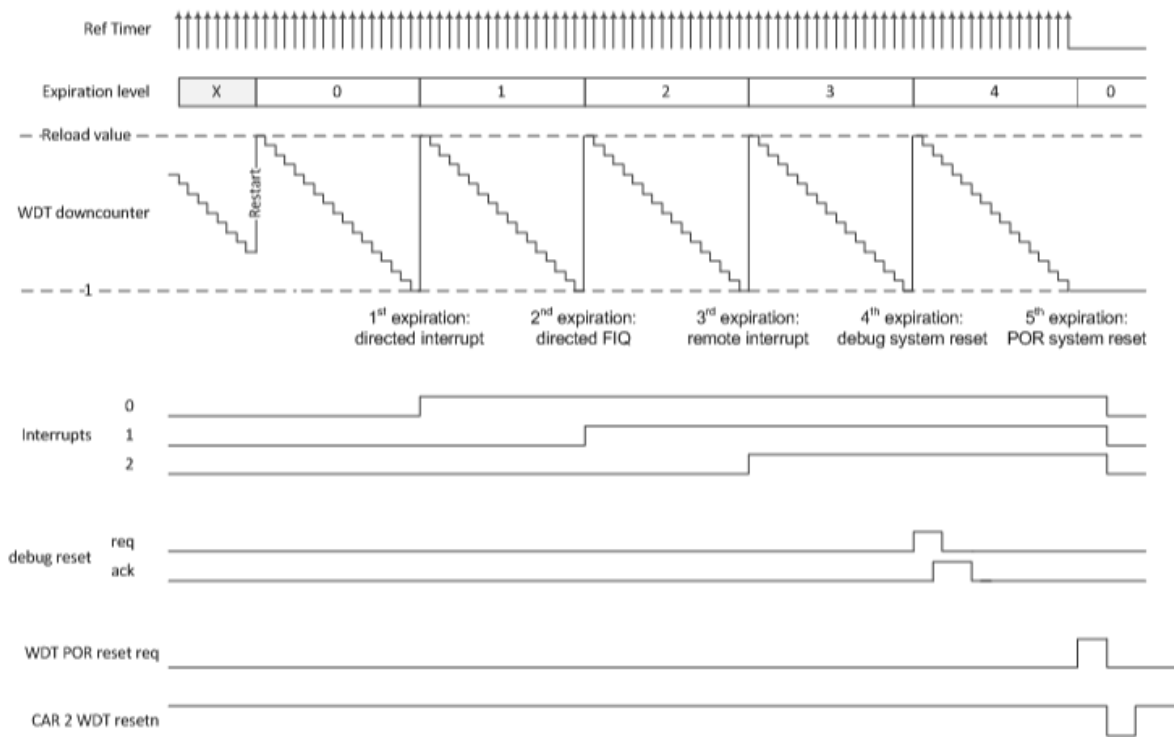 Ref Timer
Expiration level X 0 1 2 3 4 0
Reload value
Restart
WDT downcounter
-1
1st expiration: 2nd expiration: 3rd expiration: 4th expiration: 5th expiration:
directed interrupt directed FIQ remote interrupt debug system reset POR system reset
0
Interrupts 1
2
req
debug reset
ack
WDT POR reset req
CAR 2 WDT resetn